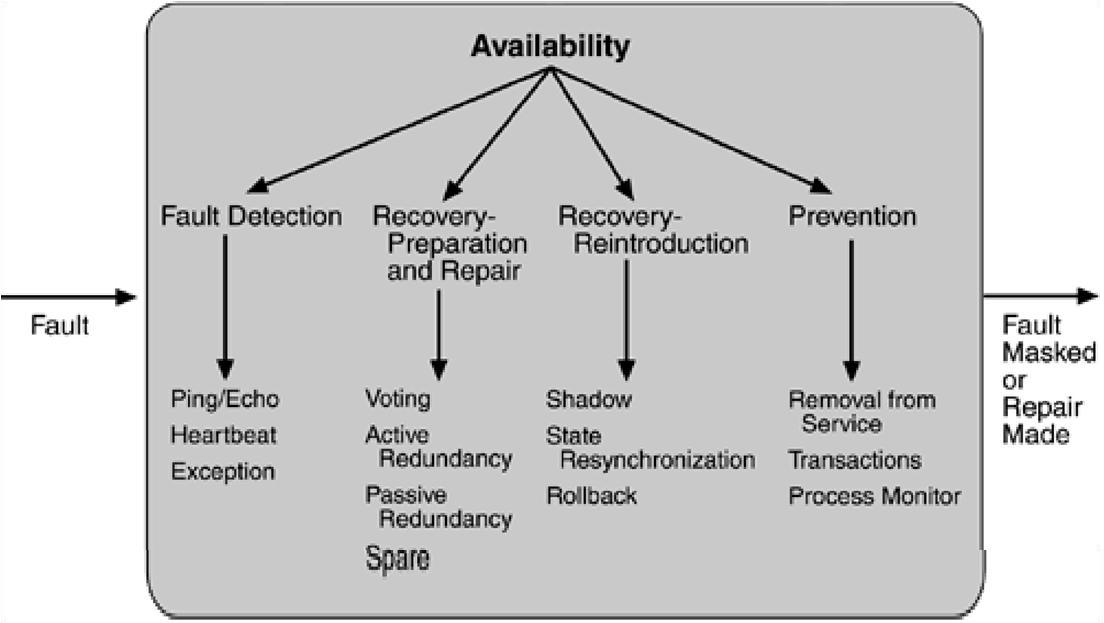 Availability
Fault Detection
Recovery-
Preparation
and Repair
Recovery-
Reintroduction
Prevention
Fault
Fault
Masked
or
Repair
Made
Ping/Echo
Heartbeat
Exception
Voting
Active
Redundancy
Passive
Redundancy
Spare
Shadow
State
Resynchronization
Rollback
Removal from
Service
Transactions
Process Monitor